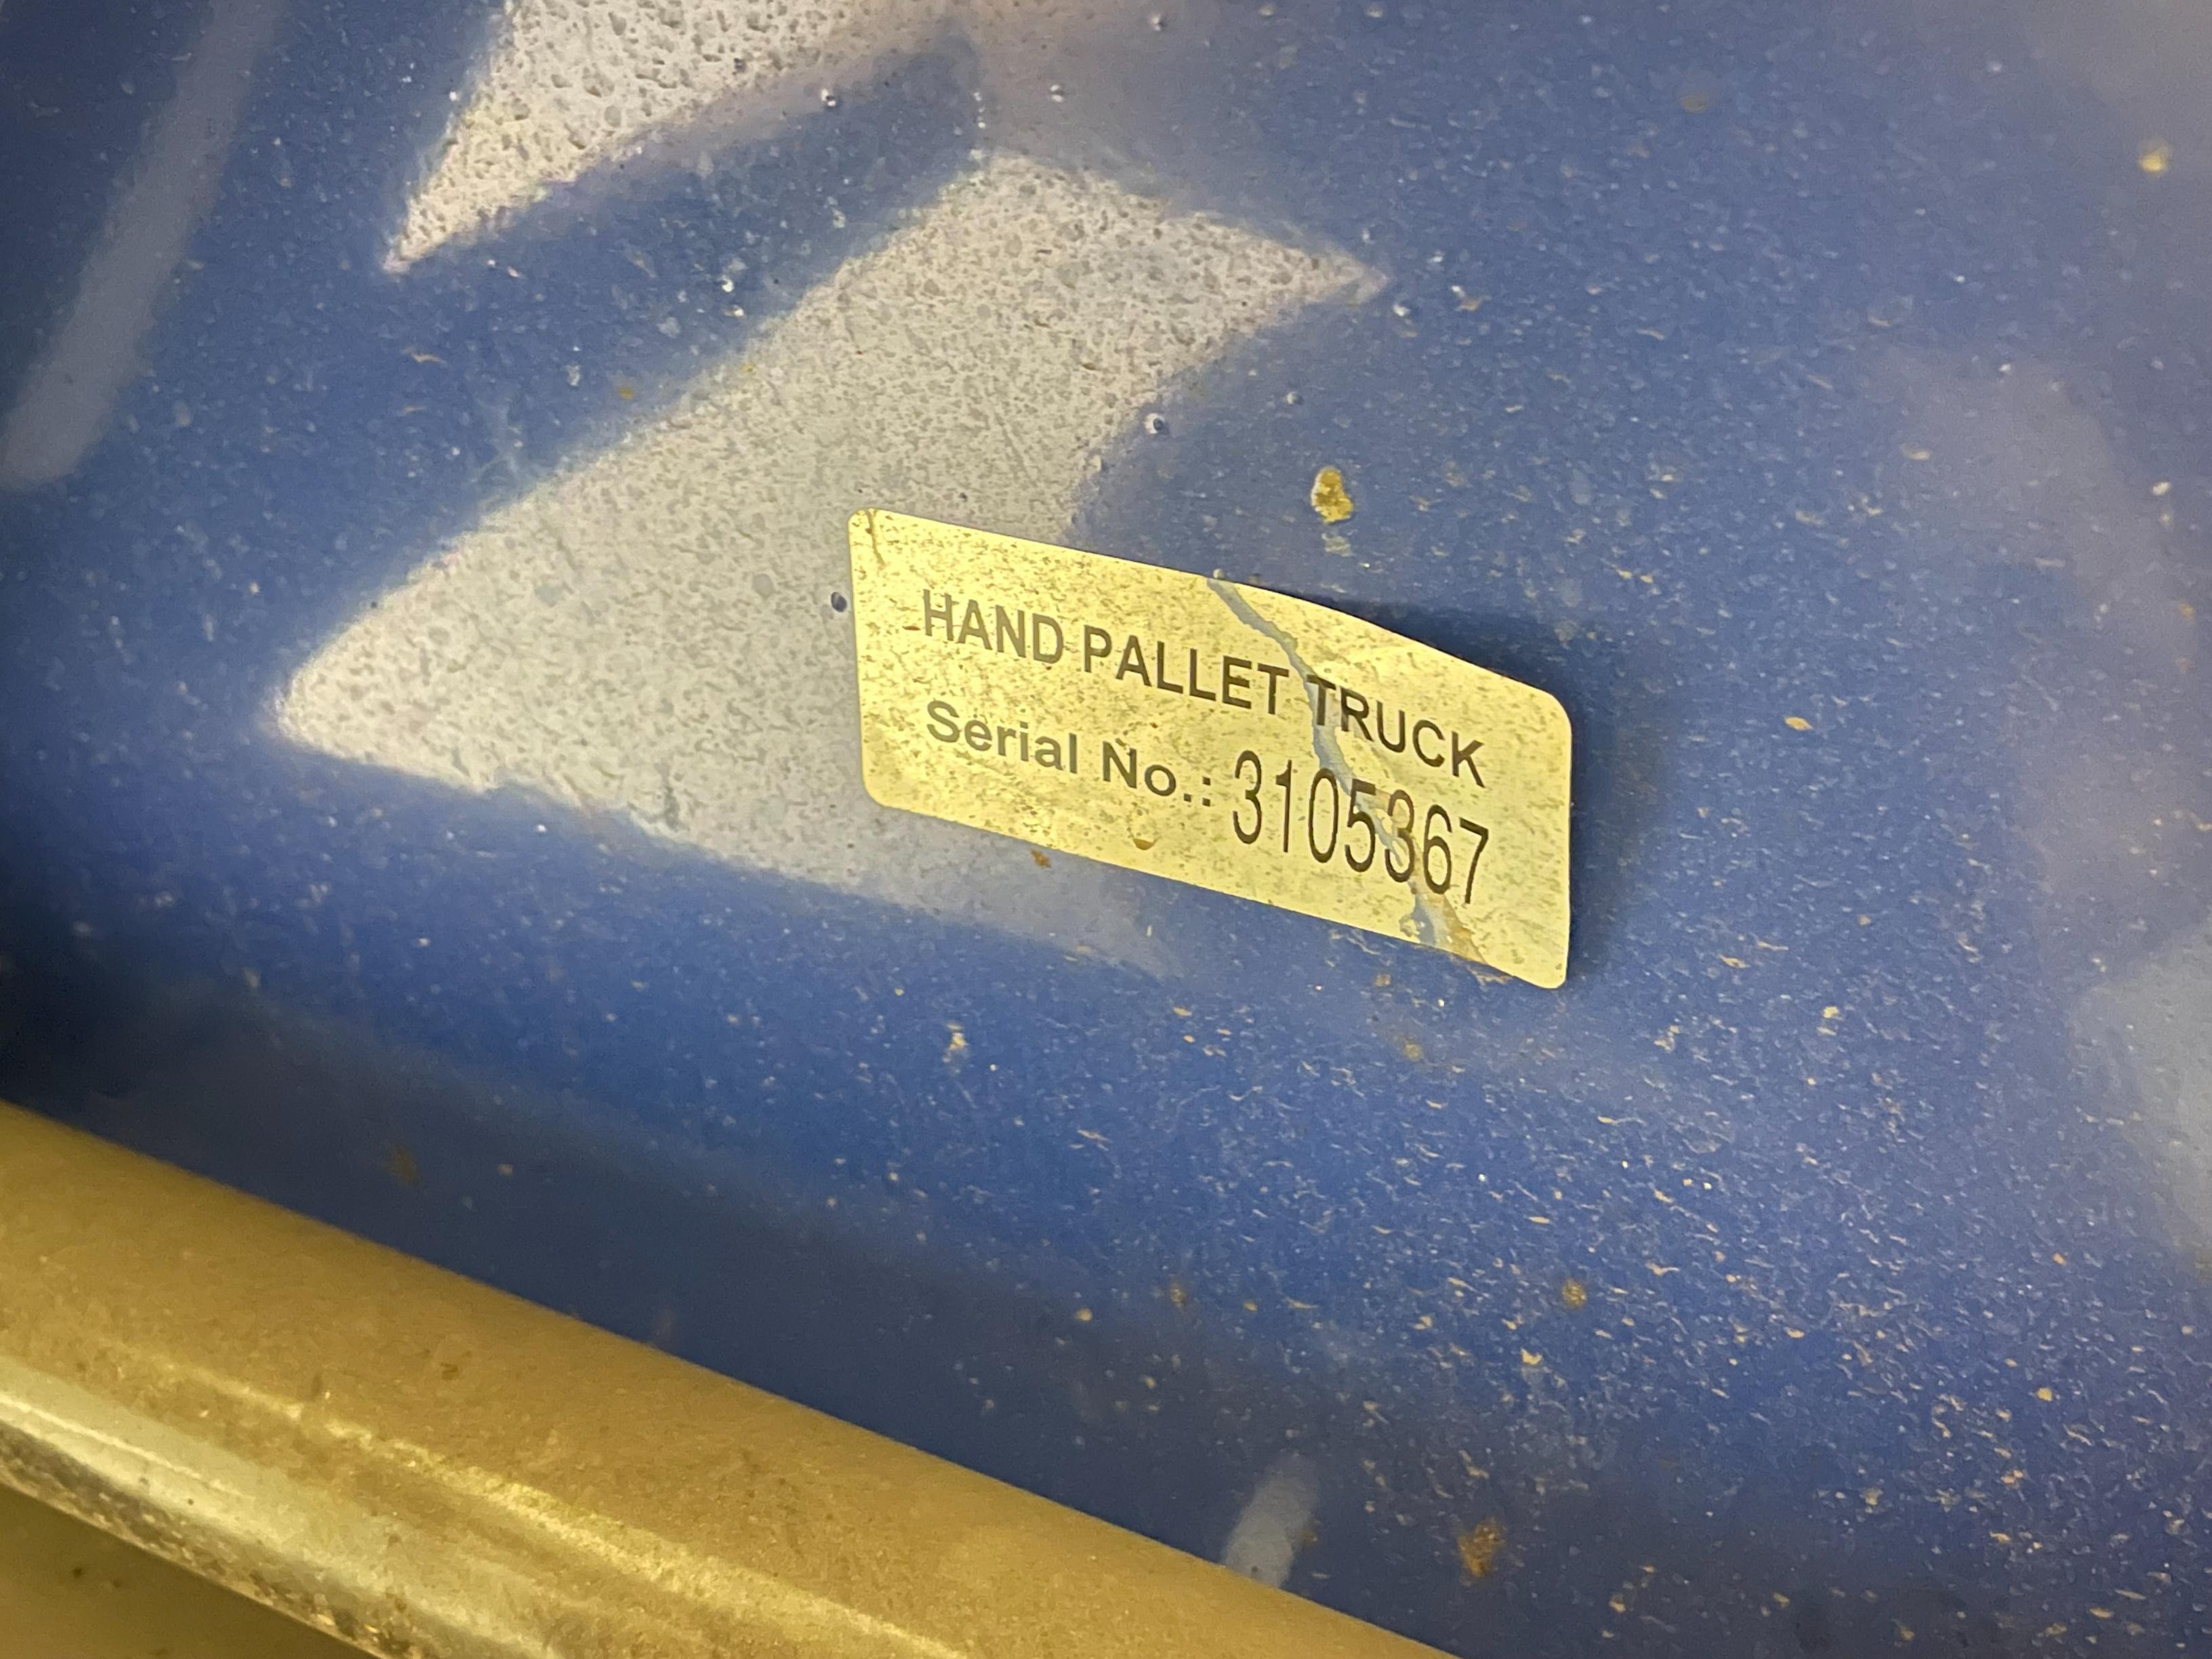 HAND PALLET TRUCK
Serial No.: 3105367